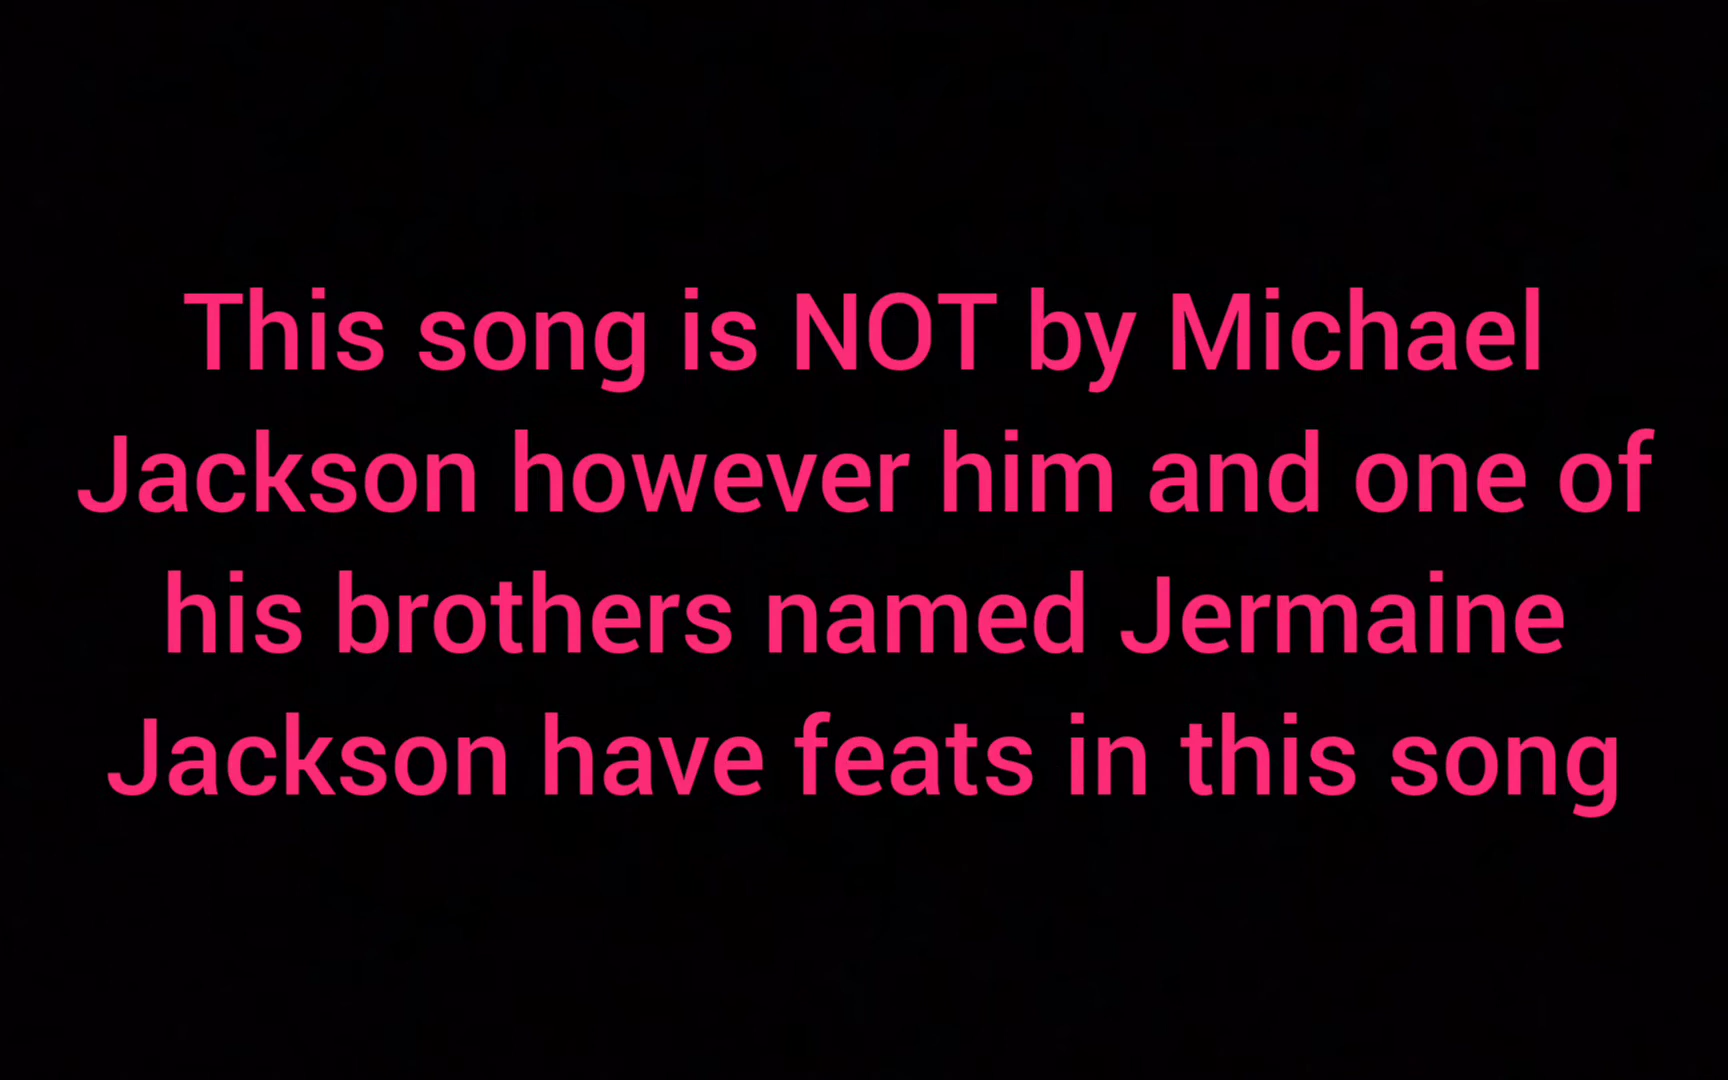 This song is NOT by Michael
Jackson however him and one of
his brothers named Jermaine
Jackson have feats in this song